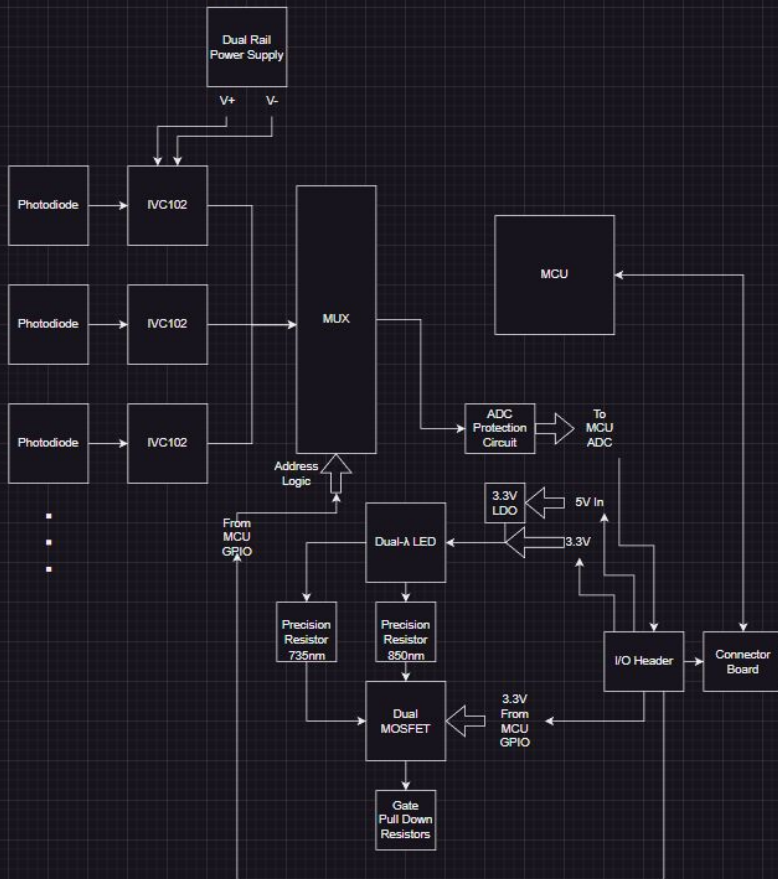 Dual Rail
Power Supply
V+
V-
Photodiode
IVC102
MUX
MCU
Photodiode
IVC102
Photodiode
IVC102
ADC
Protection
Circuit
To
MCU
ADC
Address
Logic
From
MCU
GPIO
3.3V
LDO
5V In
Dual-λ LED
3.3V
Precision
Resistor
735nm
Precision
Resistor
850nm
I/O Header
Connector
Board
Dual
MOSFET
3.3V
From
MCU
GPIO
Gate
Pull Down
Resistors